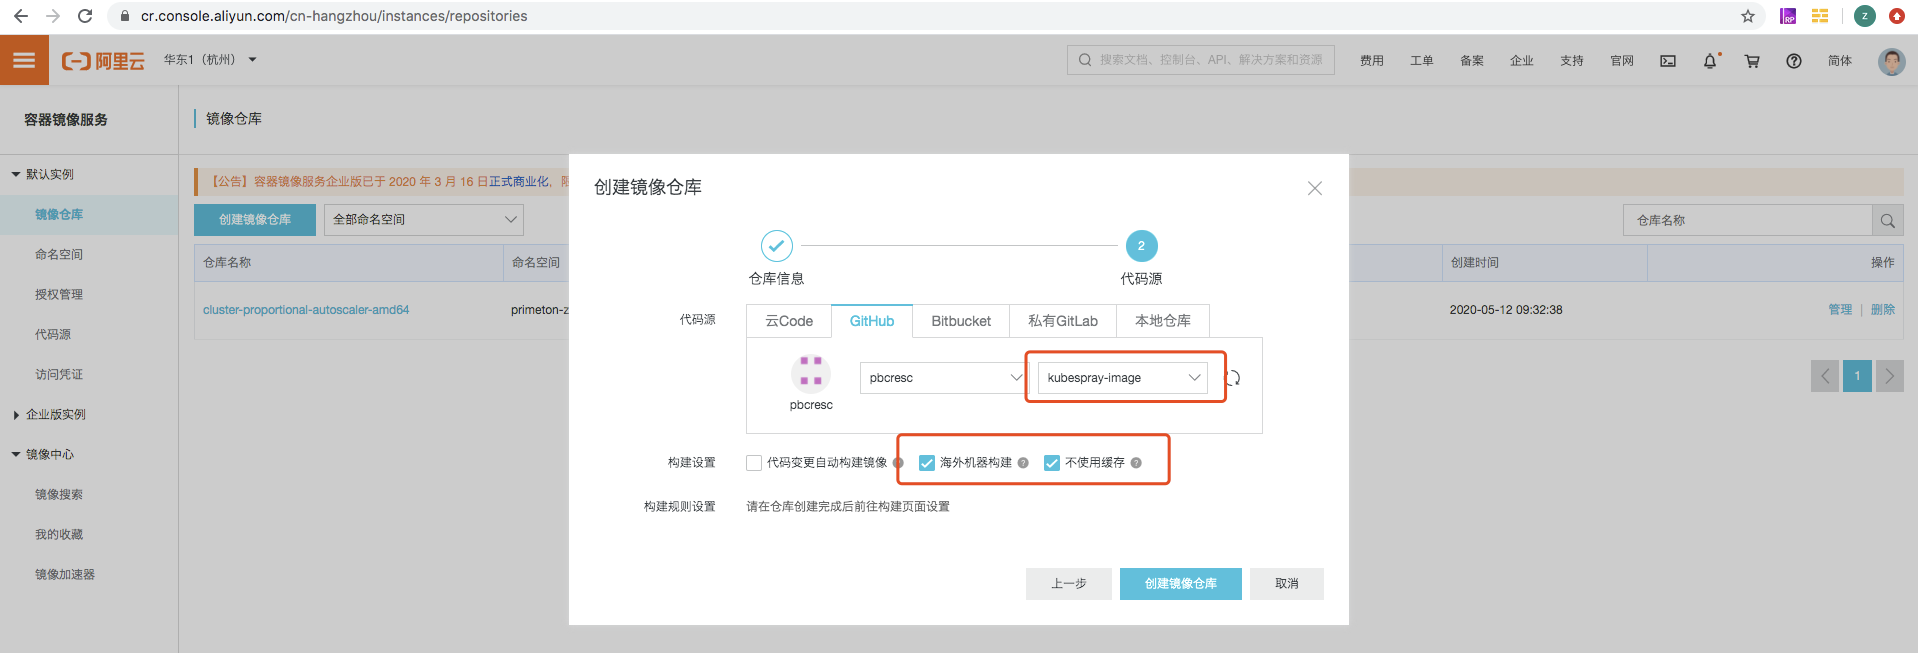 cr.console.aliyun.com/cn-hangzhou/instances/repositories
RP
z
阿里云
华东1（杭州）
搜索文档、控制台、API、解决方案和资源
费用
工单
备案
企业
支持
官网
简体
容器镜像服务
镜像仓库
默认实例
镜像仓库
命名空间
授权管理
代码源
访问凭证
企业版实例
镜像中心
镜像搜索
我的收藏
镜像加速器
【公告】容器镜像服务企业版已于 2020 年 3 月 16 日正式商业化，
创建镜像仓库
全部命名空间
仓库名称
仓库名称
命名空间
创建时间
操作
cluster-proportional-autoscaler-amd64
primeton-z
2020-05-12 09:32:38
管理 | 删除
1
创建镜像仓库
2
仓库信息
代码源
代码源
云Code
GitHub
Bitbucket
私有GitLab
本地仓库
pbcresc
pbcresc
kubespray-image
构建设置
代码变更自动构建镜像
海外机器构建
不使用缓存
构建规则设置
请在仓库创建完成后前往构建页面设置
上一步
创建镜像仓库
取消